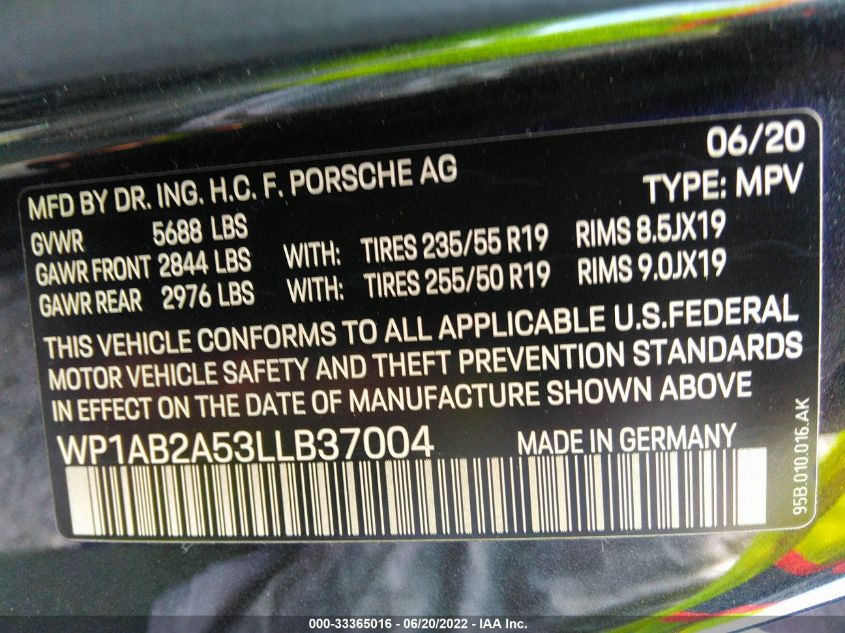 06/20
MFD BY DR. ING. H.C. F. PORSCHE AG TYPE: MPV
GVWR 5688 LBS
GAWR FRONT 2844 LBS WITH: TIRES 235/55 R19 RIMS 8.5JX19
GAWR REAR 2976 LBS WITH: TIRES 255/50 R19 RIMS 9.0JX19
THIS VEHICLE CONFORMS TO ALL APPLICABLE U.S.FEDERAL
MOTOR VEHICLE SAFETY AND THEFT PREVENTION STANDARDS
IN EFFECT ON THE DATE OF MANUFACTURE SHOWN ABOVE
WP1AB2A53LLB37004 MADE IN GERMANY
95B.010.016.AK
000-33365016 - 06/20/2022 - IAA Inc.